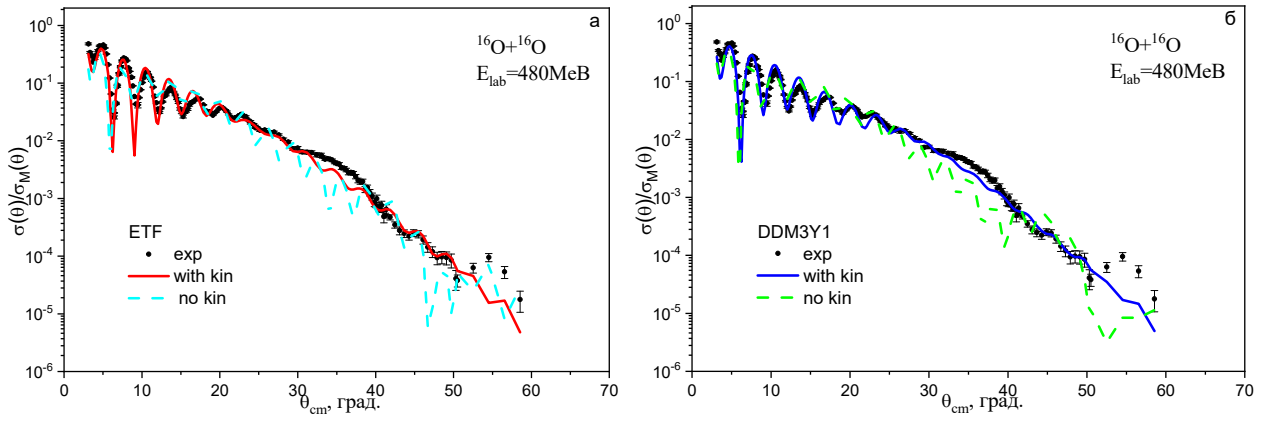 а
10⁰
10⁻¹
10⁻²
10⁻³
10⁻⁴
10⁻⁵
10⁻⁶
σ(θ)/σ_M(θ)
¹⁶O+¹⁶O
E_lab=480МеВ
ETF
exp
with kin
no kin
0 10 20 30 40 50 60 70
θ_cm, град.
б
10⁰
10⁻¹
10⁻²
10⁻³
10⁻⁴
10⁻⁵
10⁻⁶
σ(θ)/σ_M(θ)
¹⁶O+¹⁶O
E_lab=480МеВ
DDM3Y1
exp
with kin
no kin
0 10 20 30 40 50 60 70
θ_cm, град.